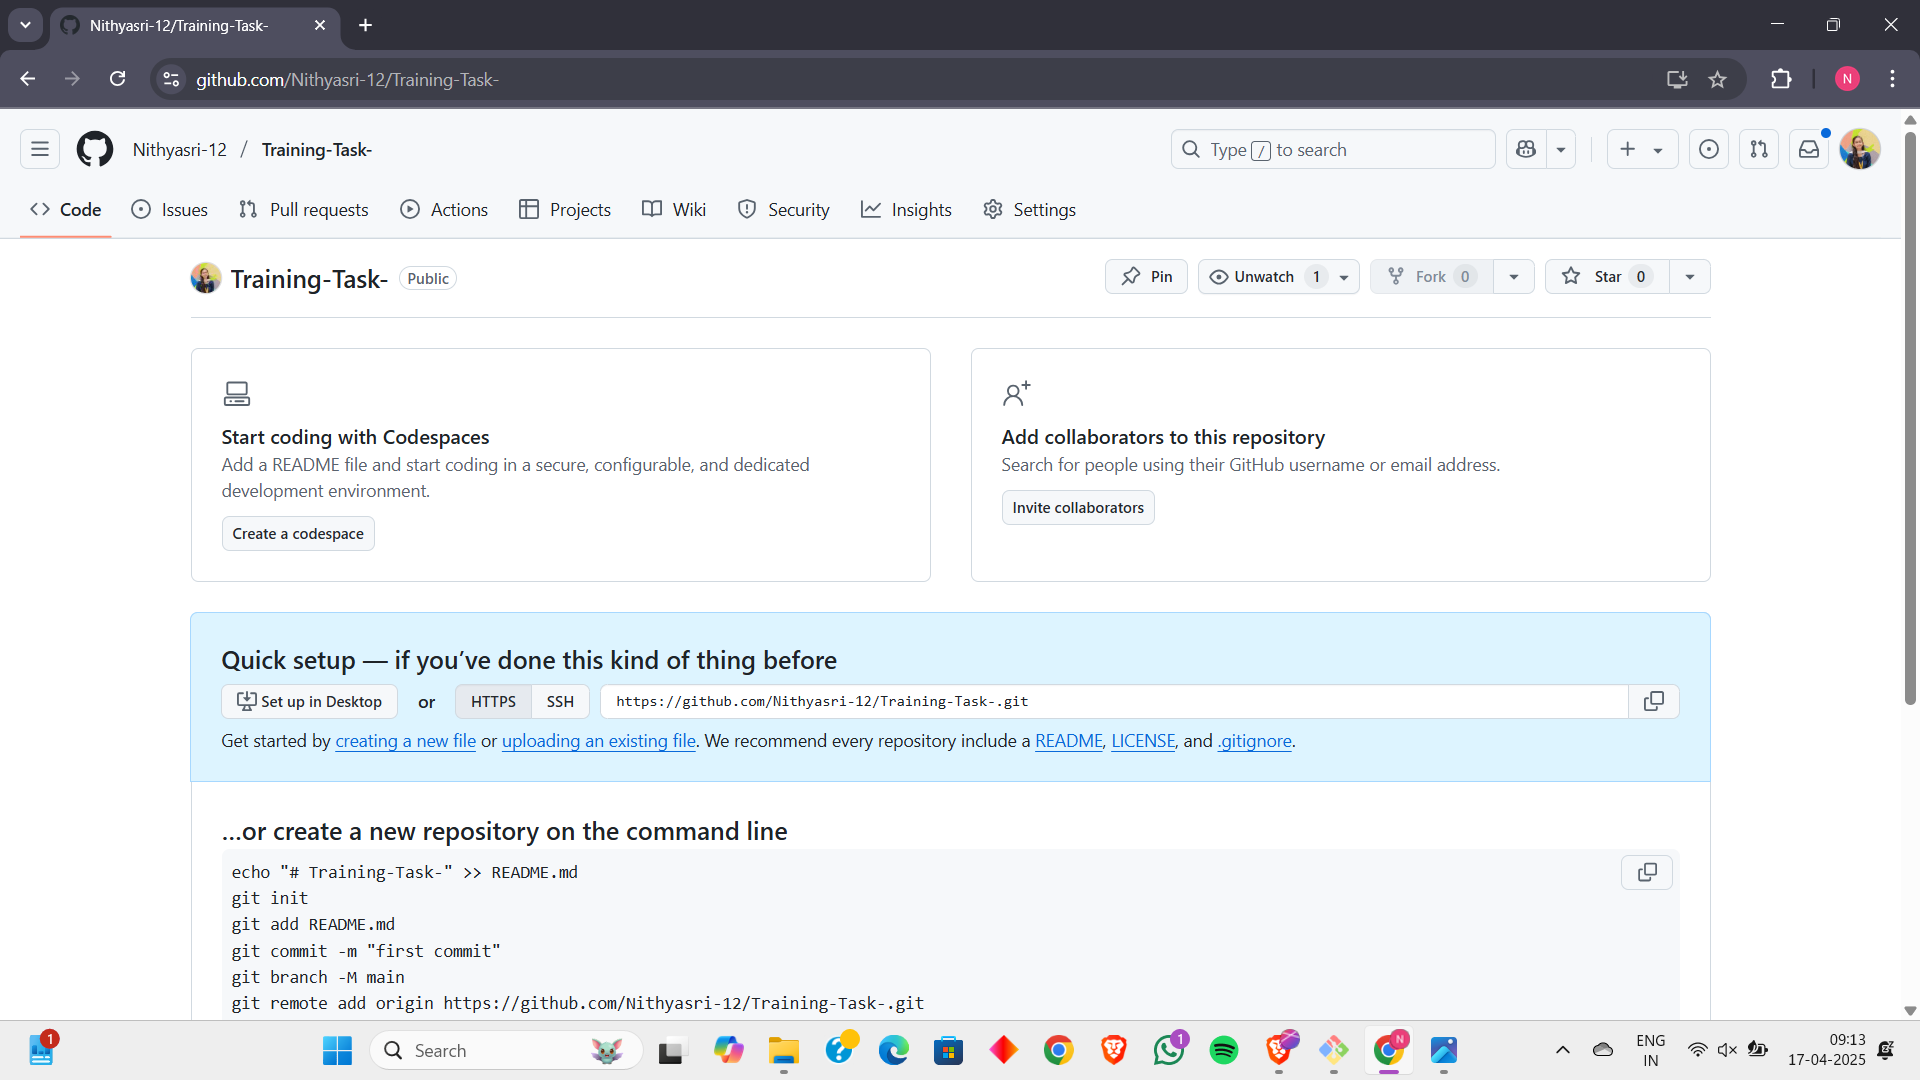 Nithyasri-12/Training-Task-
github.com/Nithyasri-12/Training-Task-
N
Nithyasri-12 / Training-Task-
Type / to search
Code
Issues
Pull requests
Actions
Projects
Wiki
Security
Insights
Settings
Training-Task- Public
Pin
Unwatch 1
Fork 0
Star 0
Start coding with Codespaces
Add a README file and start coding in a secure, configurable, and dedicated
development environment.
Create a codespace
Add collaborators to this repository
Search for people using their GitHub username or email address.
Invite collaborators
Quick setup — if you’ve done this kind of thing before
Set up in Desktop or HTTPS SSH https://github.com/Nithyasri-12/Training-Task-.git
Get started by creating a new file or uploading an existing file. We recommend every repository include a README, LICENSE, and .gitignore.
…or create a new repository on the command line
echo "# Training-Task-" >> README.md
git init
git add README.md
git commit -m "first commit"
git branch -M main
git remote add origin https://github.com/Nithyasri-12/Training-Task-.git
1
Search
1
N
ENG
IN
09:13
17-04-2025